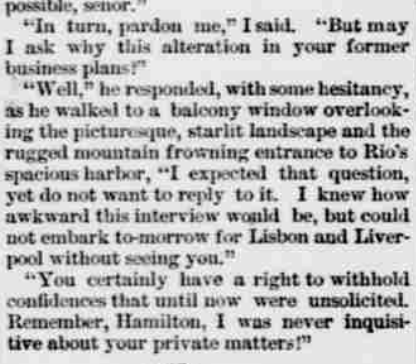 possible, senor."
"In turn, pardon me," I said. "But may
I ask why this alteration in your former
business plans?"
"Well," he responded, with some hesitancy,
as he walked to a balcony window overlook-
ing the picturesque, starlit landscape and the
rugged mountain frowning entrance to Rio's
spacious harbor, "I expected that question,
yet do not want to reply to it. I knew how
awkward this interview would be, but could
not embark to-morrow for Lisbon and Liver-
pool without seeing you."
"You certainly have a right to withhold
confidences that until now were unsolicited.
Remember, Hamilton, I was never inquisi-
tive about your private matters!"